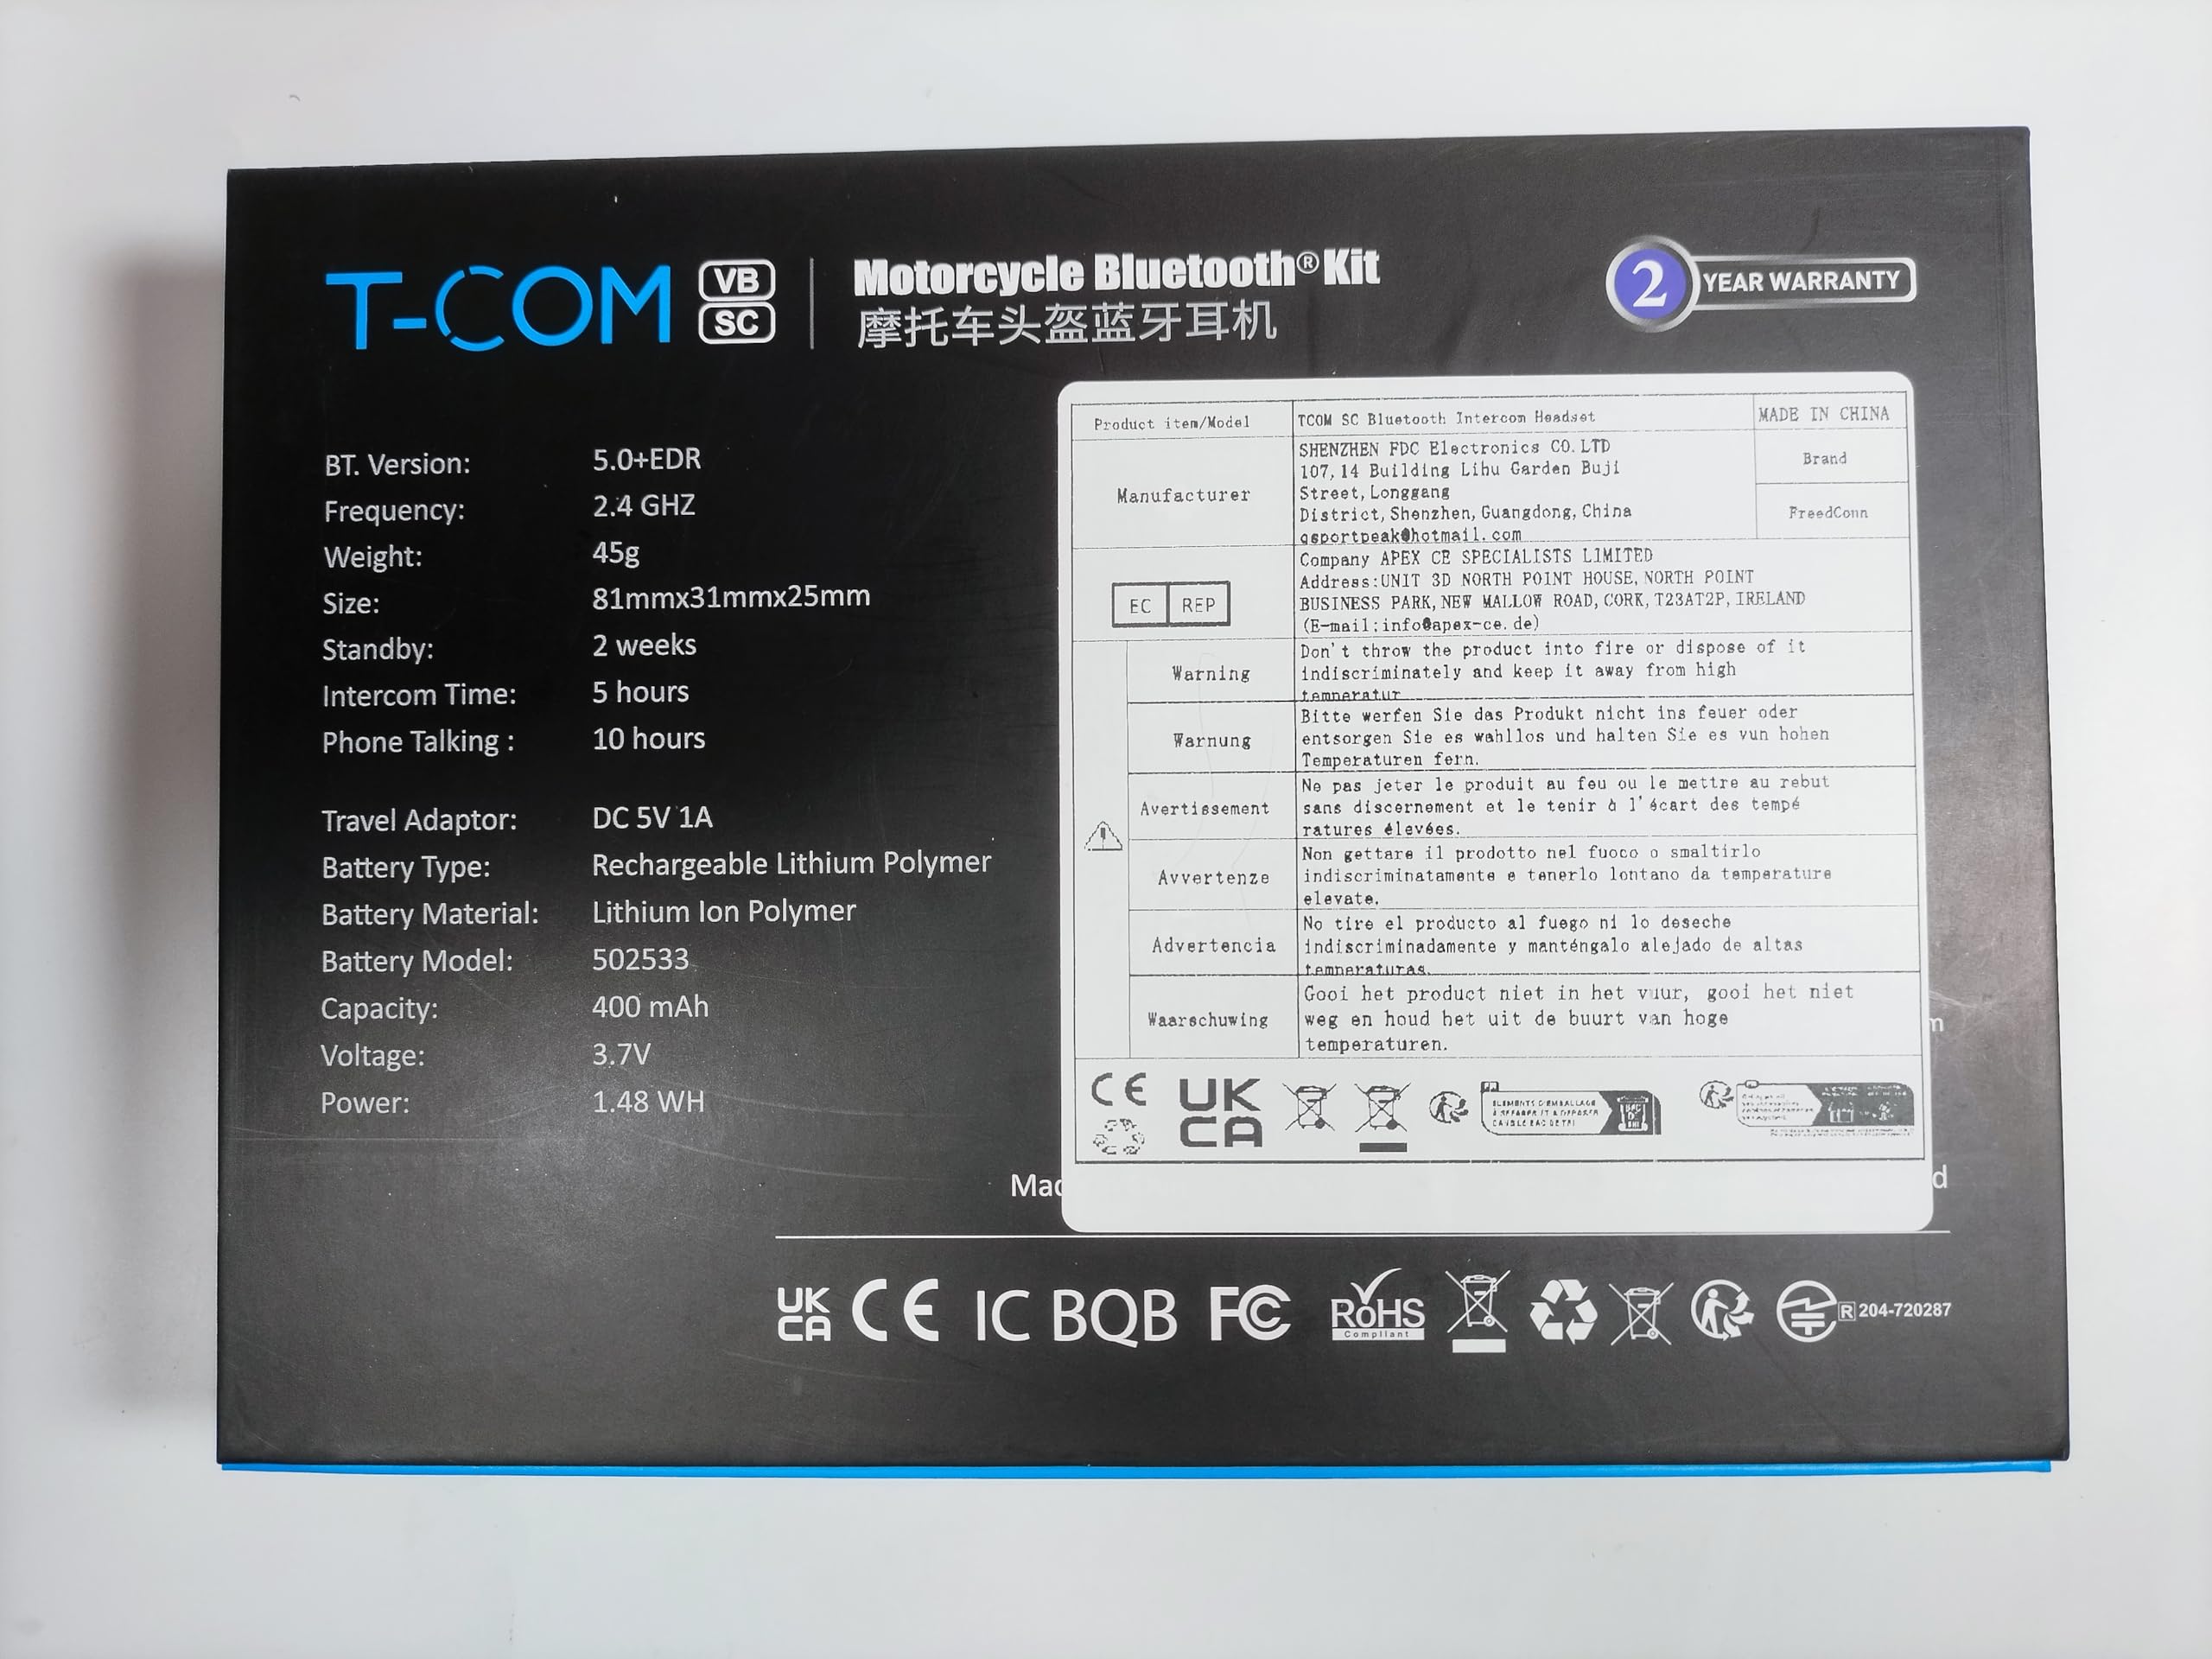 T-COM VB SC
Motorcycle Bluetooth® Kit
摩托车头盔蓝牙耳机
2 YEAR WARRANTY
BT. Version: 5.0+EDR
Frequency: 2.4 GHZ
Weight: 45g
Size: 81mmx31mmx25mm
Standby: 2 weeks
Intercom Time: 5 hours
Phone Talking : 10 hours
Travel Adaptor: DC 5V 1A
Battery Type: Rechargeable Lithium Polymer
Battery Material: Lithium Ion Polymer
Battery Model: 502533
Capacity: 400 mAh
Voltage: 3.7V
Power: 1.48 WH
Product item/Model TCOM SC Bluetooth Intercom Headset MADE IN CHINA
Manufacturer
SHENZHEN FDC Electronics CO.LTD
107,14 Building Lihu Garden Buji
Street,Longgang
District,Shenzhen,Guangdong,China
qsportpeak@hotmail.com
Brand
FreedConn
EC REP
Company APEX CE SPECIALISTS LIMITED
Address:UNIT 3D NORTH POINT HOUSE,NORTH POINT
BUSINESS PARK,NEW MALLOW ROAD,CORK,T23AT2P,IRELAND
(E-mail:info@apex-ce.de)
Warning
Don't throw the product into fire or dispose of it
indiscriminately and keep it away from high
temperatur
Warnung
Bitte werfen Sie das Produkt nicht ins feuer oder
entsorgen Sie es wahllos und halten Sie es vun hohen
Temperaturen fern.
Avertissement
Ne pas jeter le produit au feu ou le mettre au rebut
sans discernement et le tenir à l'écart des tempé
ratures élevées.
Avvertenze
Non gettare il prodotto nel fuoco o smaltirlo
indiscriminatamente e tenerlo lontano da temperature
elevate.
Advertencia
No tire el producto al fuego ni lo deseche
indiscriminadamente y manténgalo alejado de altas
temperaturas.
Waarschuwing
Gooi het product niet in het vuur, gooi het niet
weg en houd het uit de buurt van hoge
temperaturen.
CE UK CA FR
m
Mad
d
UK CA CE IC BQB FC RoHS Compliant R 204-720287